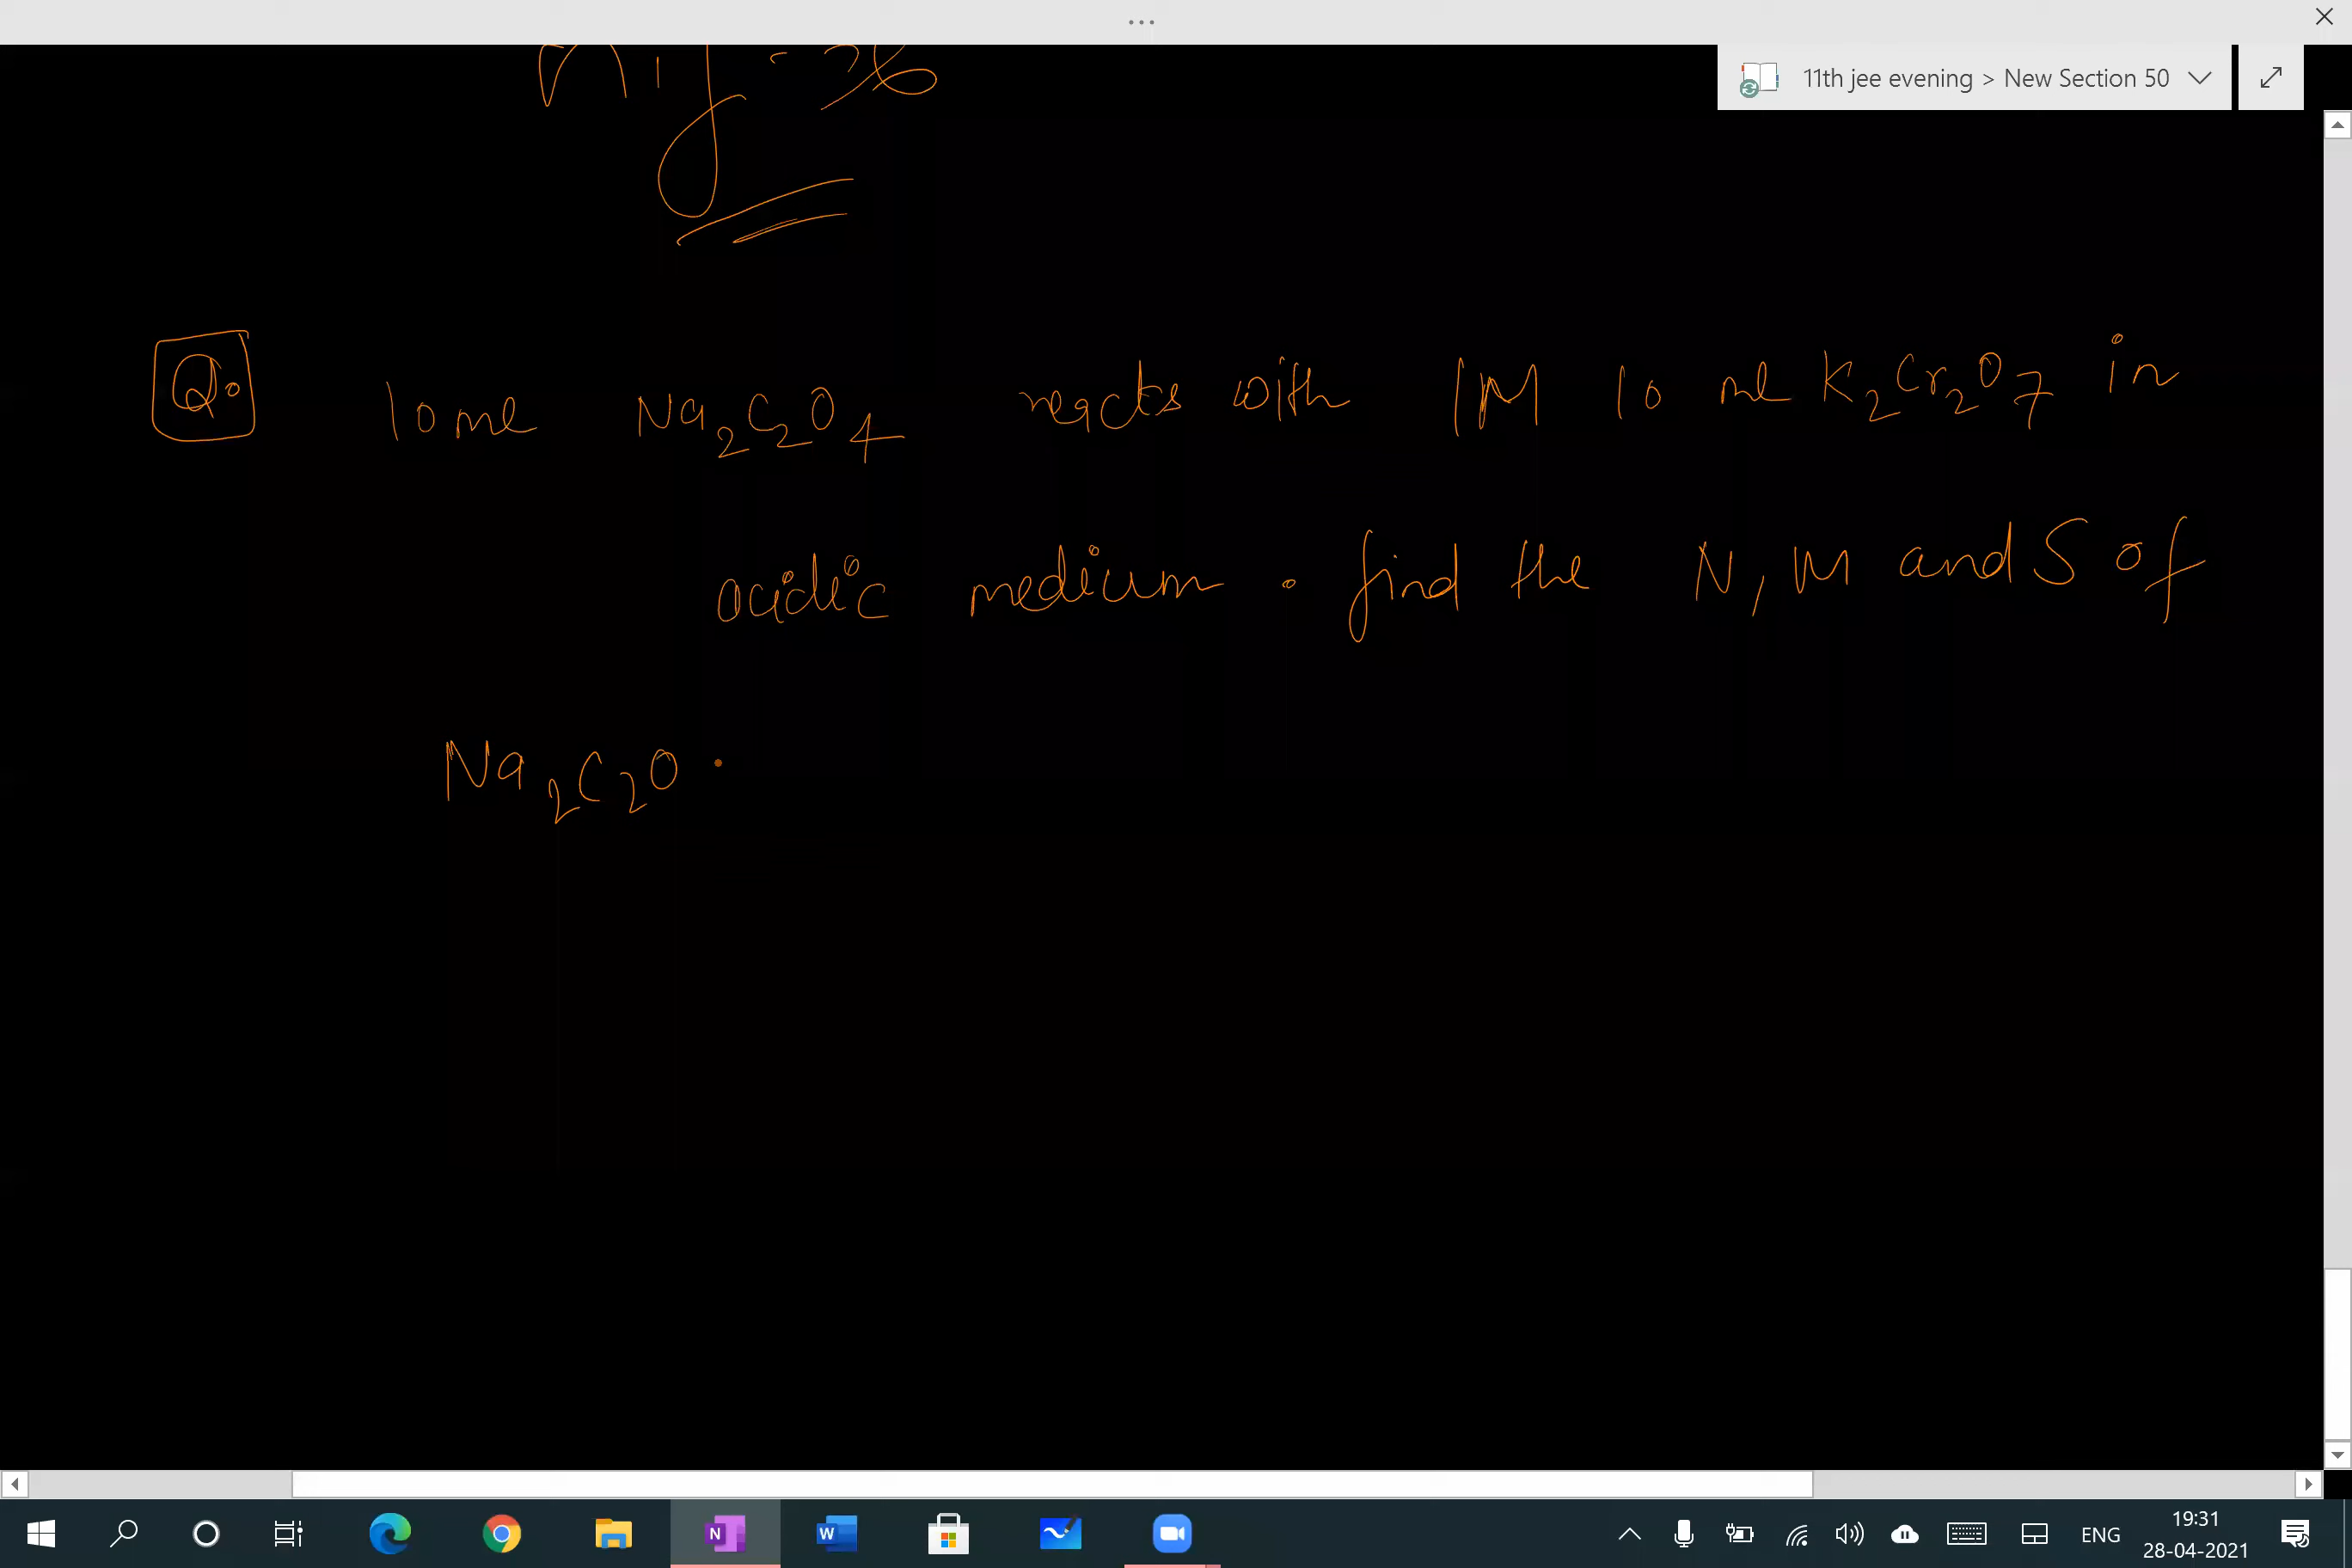 11th jee evening > New Section 50
Q. 10 ml Na2C2O4 reacts with 1M 10 ml K2Cr2O7 in
acidic medium. find the N, M and S of
Na2C2O
ENG
19:31
28-04-2021